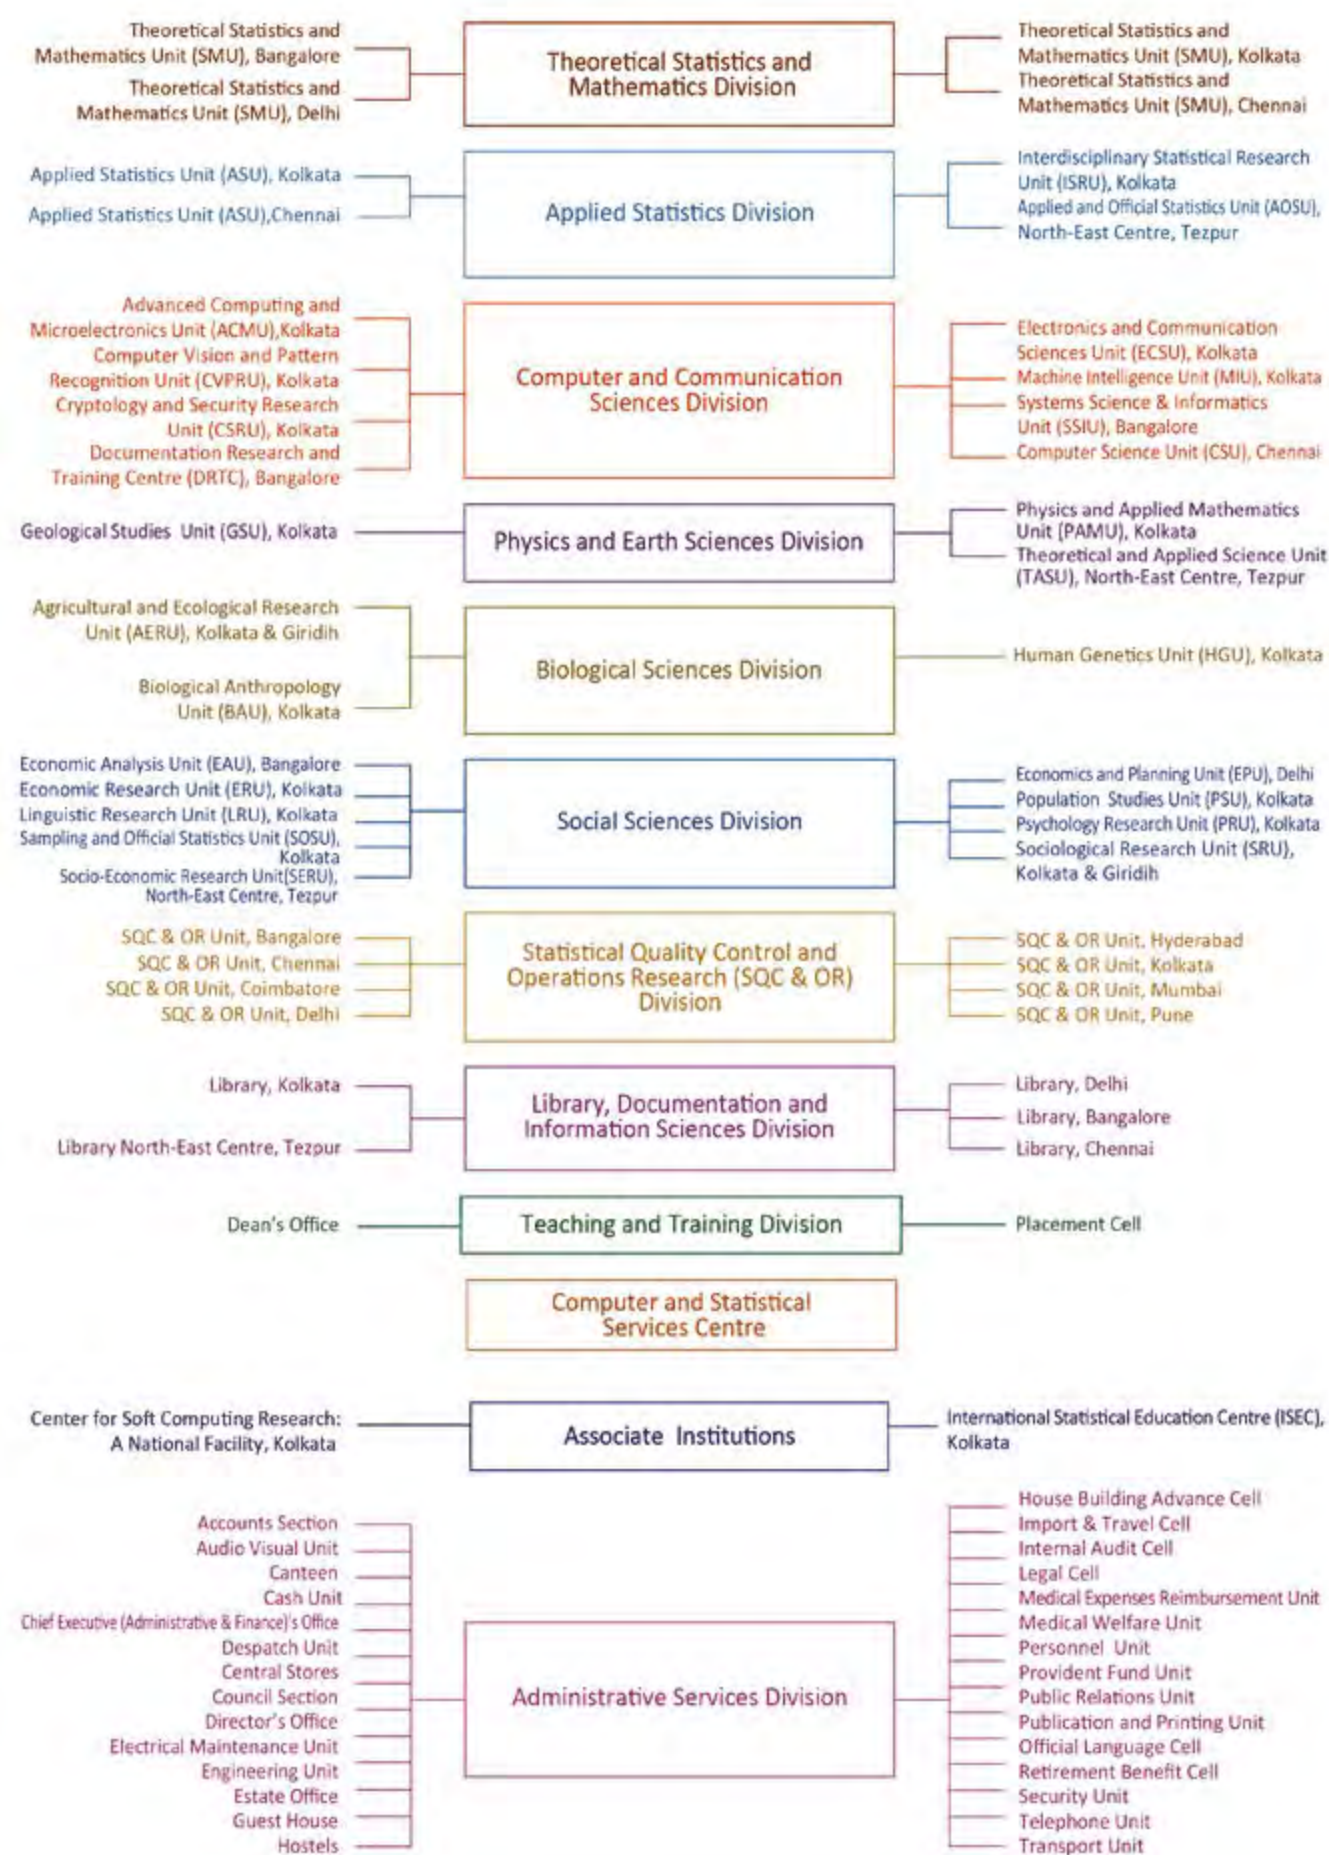 Theoretical Statistics and
Mathematics Unit (SMU), Bangalore
Theoretical Statistics and
Mathematics Unit (SMU), Delhi
Theoretical Statistics and
Mathematics Division
Theoretical Statistics and
Mathematics Unit (SMU), Kolkata
Theoretical Statistics and
Mathematics Unit (SMU), Chennai
Applied Statistics Unit (ASU), Kolkata
Applied Statistics Unit (ASU),Chennai
Applied Statistics Division
Interdisciplinary Statistical Research
Unit (ISRU), Kolkata
Applied and Official Statistics Unit (AOSU),
North-East Centre, Tezpur
Advanced Computing and
Microelectronics Unit (ACMU),Kolkata
Computer Vision and Pattern
Recognition Unit (CVPRU), Kolkata
Cryptology and Security Research
Unit (CSRU), Kolkata
Documentation Research and
Training Centre (DRTC), Bangalore
Computer and Communication
Sciences Division
Electronics and Communication
Sciences Unit (ECSU), Kolkata
Machine Intelligence Unit (MIU), Kolkata
Systems Science & Informatics
Unit (SSIU), Bangalore
Computer Science Unit (CSU), Chennai
Geological Studies Unit (GSU), Kolkata
Physics and Earth Sciences Division
Physics and Applied Mathematics
Unit (PAMU), Kolkata
Theoretical and Applied Science Unit
(TASU), North-East Centre, Tezpur
Agricultural and Ecological Research
Unit (AERU), Kolkata & Giridih
Biological Anthropology
Unit (BAU), Kolkata
Biological Sciences Division
Human Genetics Unit (HGU), Kolkata
Economic Analysis Unit (EAU), Bangalore
Economic Research Unit (ERU), Kolkata
Linguistic Research Unit (LRU), Kolkata
Sampling and Official Statistics Unit (SOSU),
Kolkata
Socio-Economic Research Unit(SERU),
North-East Centre, Tezpur
Social Sciences Division
Economics and Planning Unit (EPU), Delhi
Population Studies Unit (PSU), Kolkata
Psychology Research Unit (PRU), Kolkata
Sociological Research Unit (SRU),
Kolkata & Giridih
SQC & OR Unit, Bangalore
SQC & OR Unit, Chennai
SQC & OR Unit, Coimbatore
SQC & OR Unit, Delhi
Statistical Quality Control and
Operations Research (SQC & OR)
Division
SQC & OR Unit, Hyderabad
SQC & OR Unit, Kolkata
SQC & OR Unit, Mumbai
SQC & OR Unit, Pune
Library, Kolkata
Library North-East Centre, Tezpur
Library, Documentation and
Information Sciences Division
Library, Delhi
Library, Bangalore
Library, Chennai
Dean's Office
Teaching and Training Division
Placement Cell
Computer and Statistical
Services Centre
Center for Soft Computing Research:
A National Facility, Kolkata
Associate Institutions
International Statistical Education Centre (ISEC),
Kolkata
Accounts Section
Audio Visual Unit
Canteen
Cash Unit
Chief Executive (Administrative & Finance)'s Office
Despatch Unit
Central Stores
Council Section
Director's Office
Electrical Maintenance Unit
Engineering Unit
Estate Office
Guest House
Hostels
Administrative Services Division
House Building Advance Cell
Import & Travel Cell
Internal Audit Cell
Legal Cell
Medical Expenses Reimbursement Unit
Medical Welfare Unit
Personnel Unit
Provident Fund Unit
Public Relations Unit
Publication and Printing Unit
Official Language Cell
Retirement Benefit Cell
Security Unit
Telephone Unit
Transport Unit